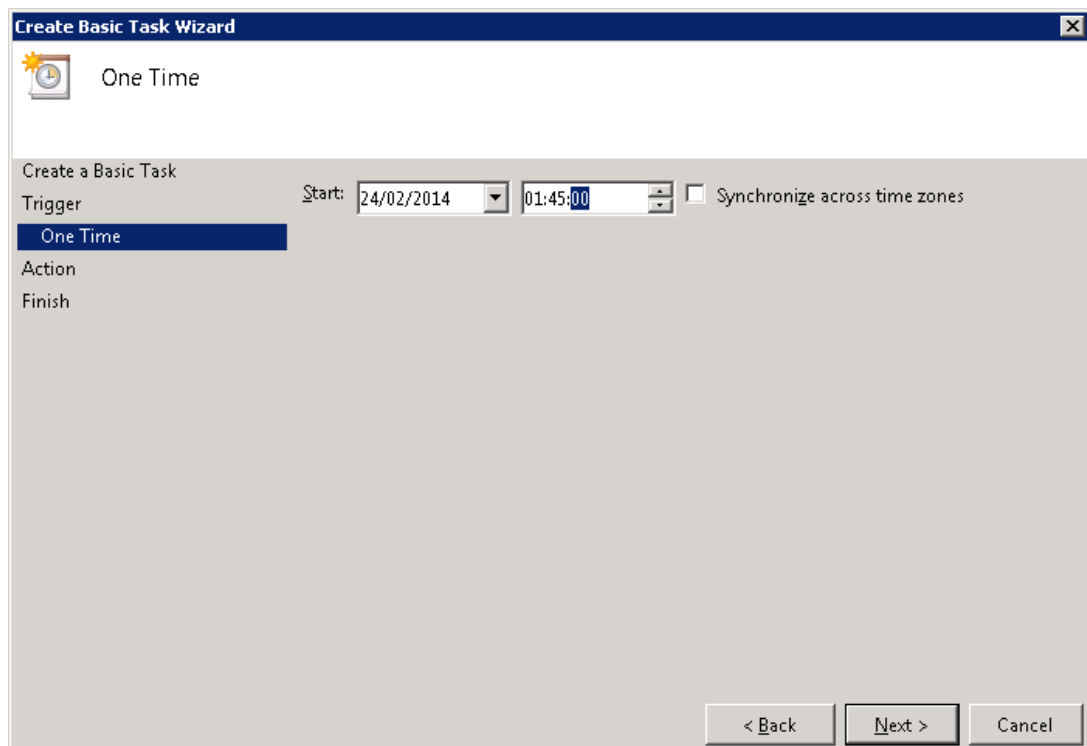 Create Basic Task Wizard
One Time
Create a Basic Task
Trigger
One Time
Action
Finish
Start: 24/02/2014 01:45:00 Synchronize across time zones
< Back Next > Cancel